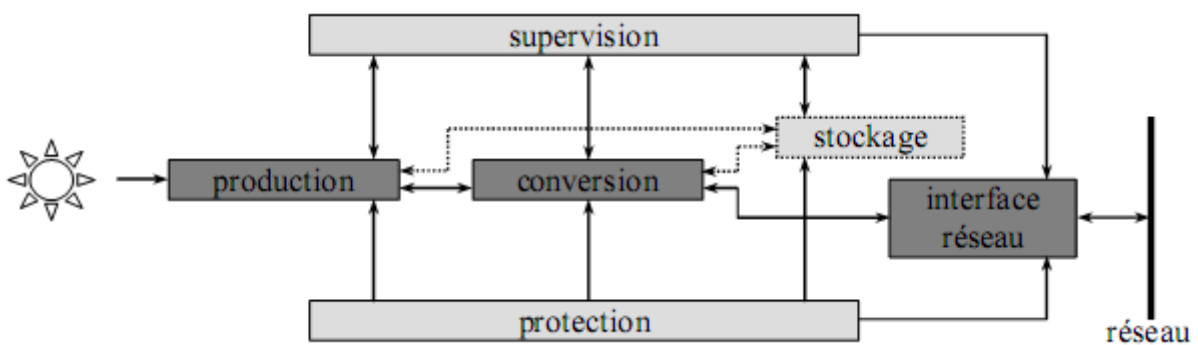 supervision
stockage
production
conversion
interface
réseau
protection
réseau